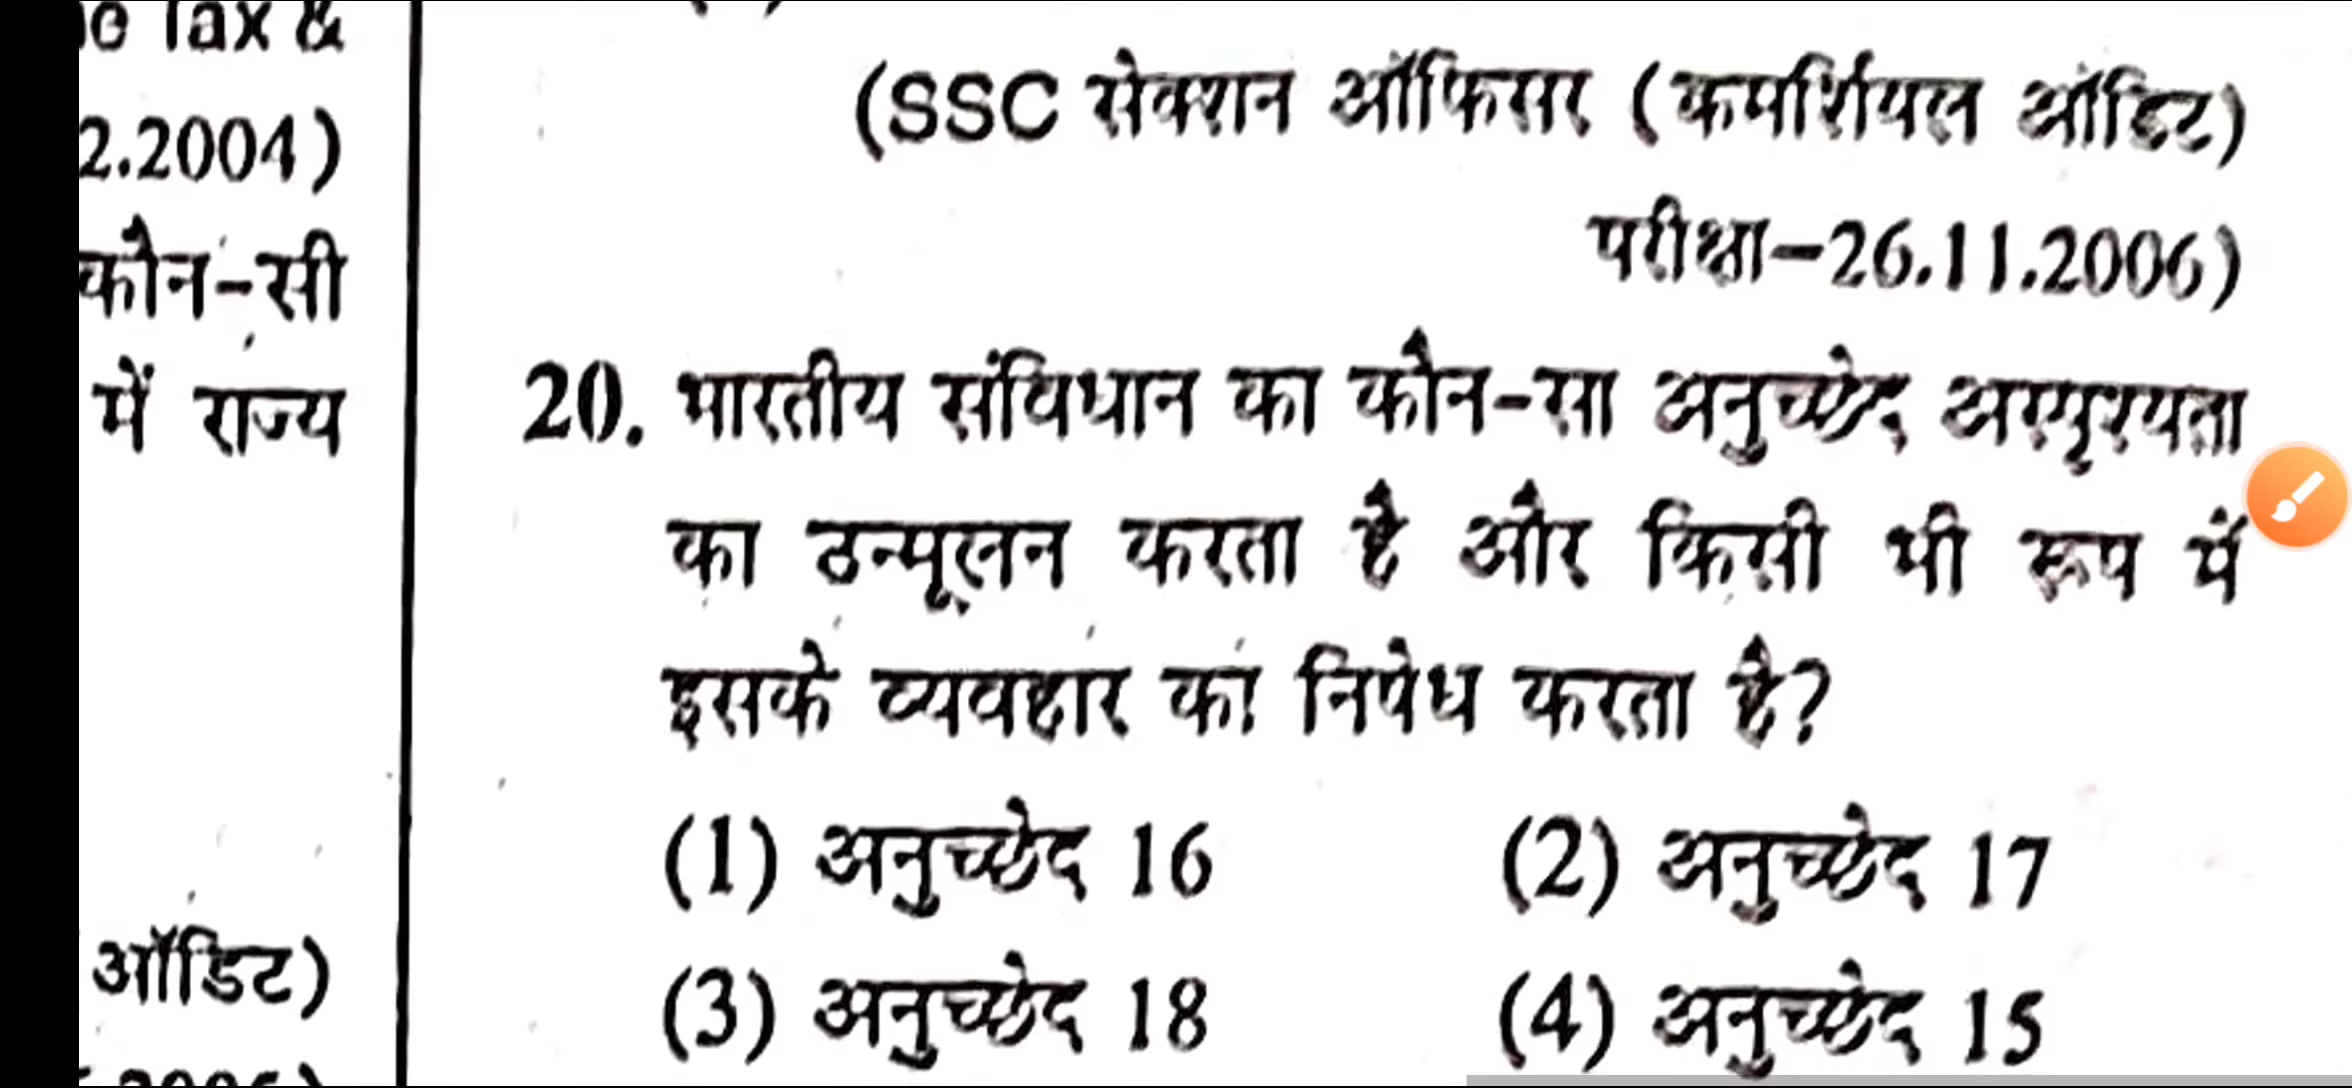 Tax &
2.2004)
कौन-सी
में राज्य
ऑडिट)
(SSC सेक्शन ऑफिसर (कमर्शियल ऑडिट)
परीक्षा-26.11.2006)
20. भारतीय संविधान का कौन-सा अनुच्छेद अस्पृश्यता
का उन्मूलन करता है और किसी भी रूप में
इसके व्यवहार का निषेध करता है?
(1) अनुच्छेद 16 (2) अनुच्छेद 17
(3) अनुच्छेद 18 (4) अनुच्छेद 15